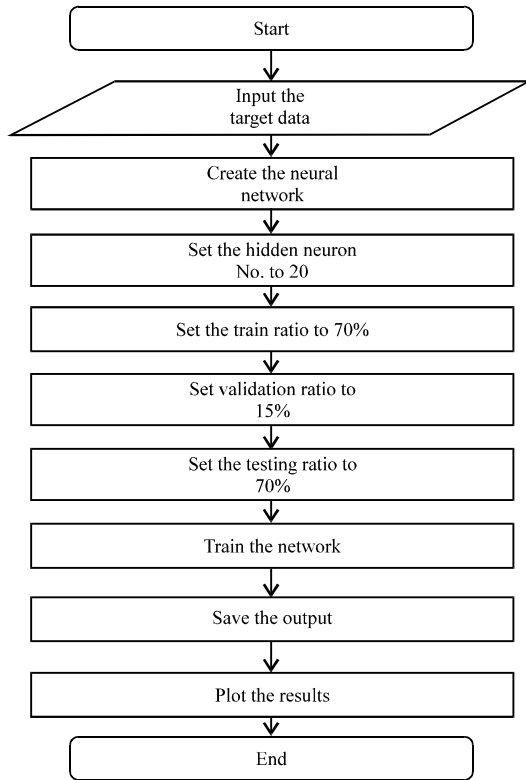 Start
Input the
target data
Create the neural
network
Set the hidden neuron
No. to 20
Set the train ratio to 70%
Set validation ratio to
15%
Set the testing ratio to
70%
Train the network
Save the output
Plot the results
End